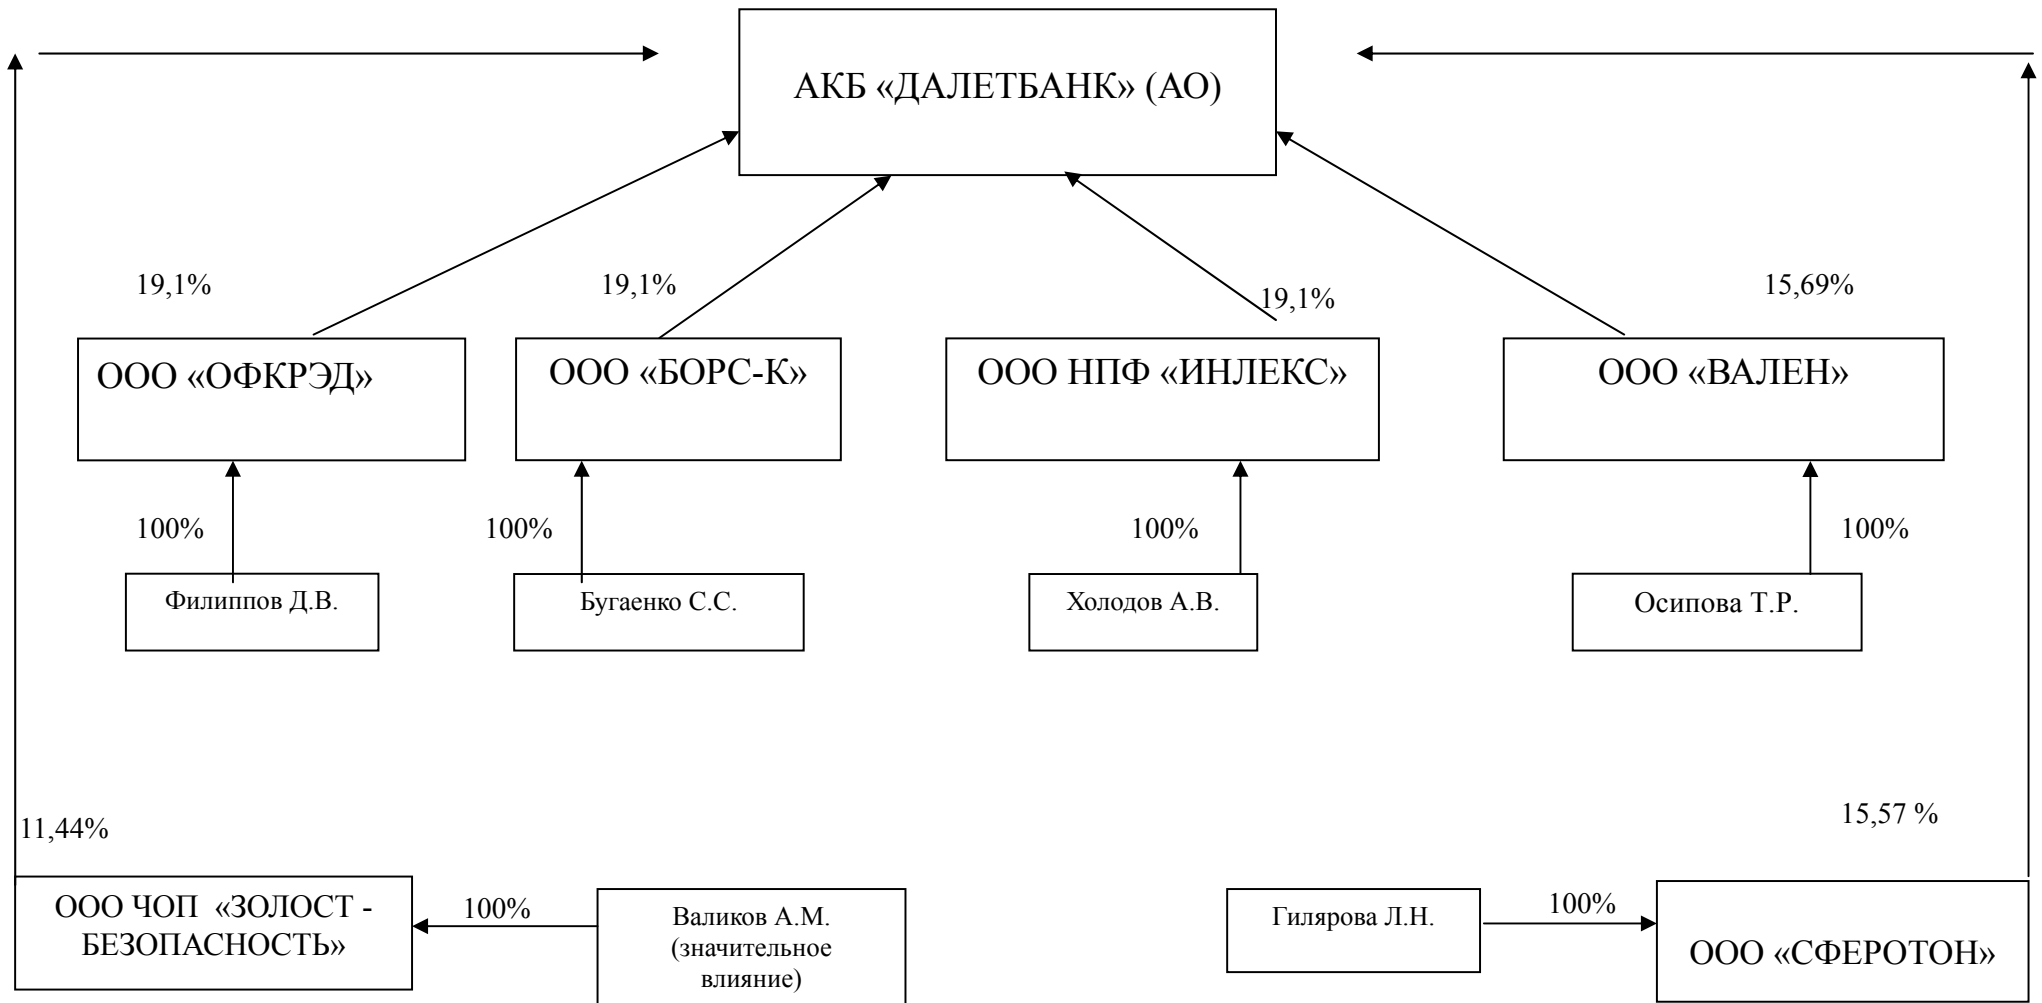 АКБ «ДАЛЕТБАНК» (АО)
19,1%
19,1%
19,1%
15,69%
ООО «ОФКРЭД»
ООО «БОРС-К»
ООО НПФ «ИНЛЕКС»
ООО «ВАЛЕН»
100%
100%
100%
100%
Филиппов Д.В.
Бугаенко С.С.
Холодов А.В.
Осипова Т.Р.
11,44%
15,57 %
ООО ЧОП «ЗОЛОСТ -
БЕЗОПАСНОСТЬ»
100%
Валиков А.М.
(значительное
влияние)
Гилярова Л.Н.
100%
ООО «СФЕРОТОН»